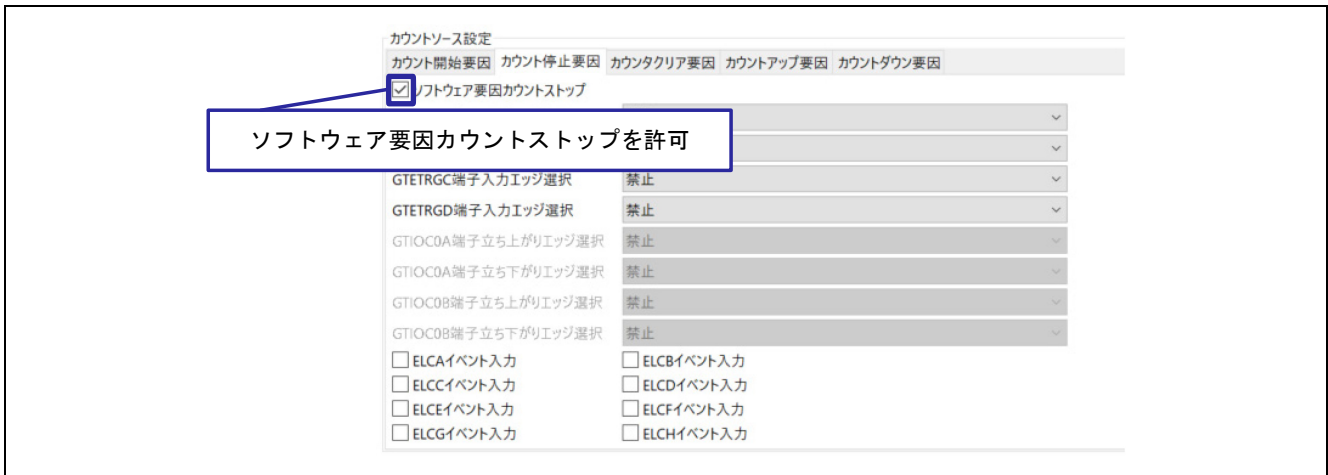 カウントソース設定
カウント開始要因 カウント停止要因 カウンタクリア要因 カウントアップ要因 カウントダウン要因
ソフトウェア要因カウントストップ
ソフトウェア要因カウントストップを許可
GTETRGC端子入力エッジ選択 禁止
GTETRGD端子入力エッジ選択 禁止
GTIOC0A端子立ち上がりエッジ選択 禁止
GTIOC0A端子立ち下がりエッジ選択 禁止
GTIOC0B端子立ち上がりエッジ選択 禁止
GTIOC0B端子立ち下がりエッジ選択 禁止
ELCAイベント入力 ELCBイベント入力
ELCCイベント入力 ELCDイベント入力
ELCEイベント入力 ELCFイベント入力
ELCGイベント入力 ELCHイベント入力